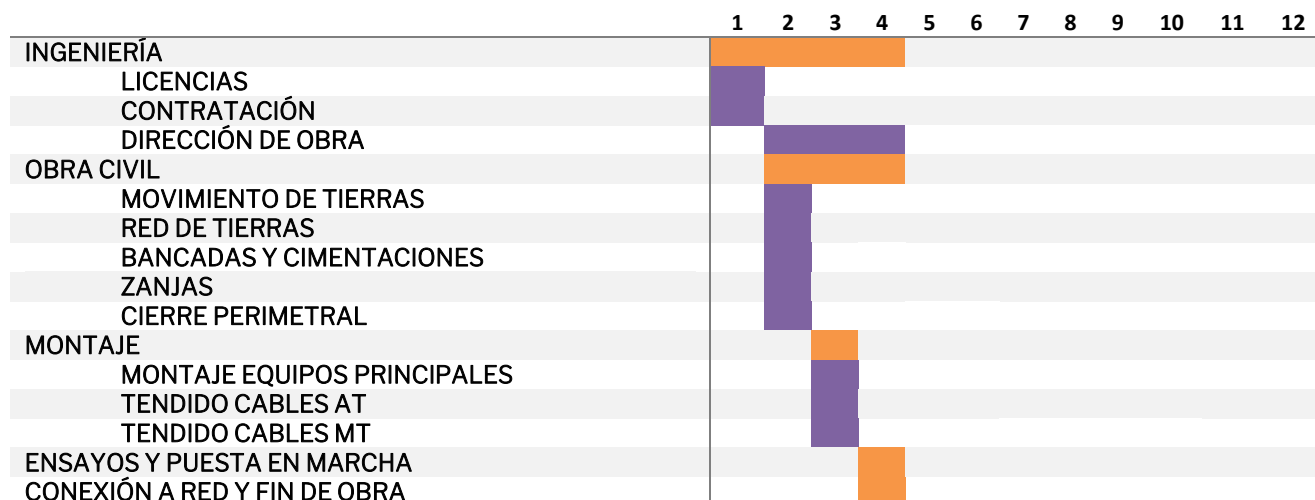 1 2 3 4 5 6 7 8 9 10 11 12
INGENIERÍA
LICENCIAS
CONTRATACIÓN
DIRECCIÓN DE OBRA
OBRA CIVIL
MOVIMIENTO DE TIERRAS
RED DE TIERRAS
BANCADAS Y CIMENTACIONES
ZANJAS
CIERRE PERIMETRAL
MONTAJE
MONTAJE EQUIPOS PRINCIPALES
TENDIDO CABLES AT
TENDIDO CABLES MT
ENSAYOS Y PUESTA EN MARCHA
CONEXIÓN A RED Y FIN DE OBRA